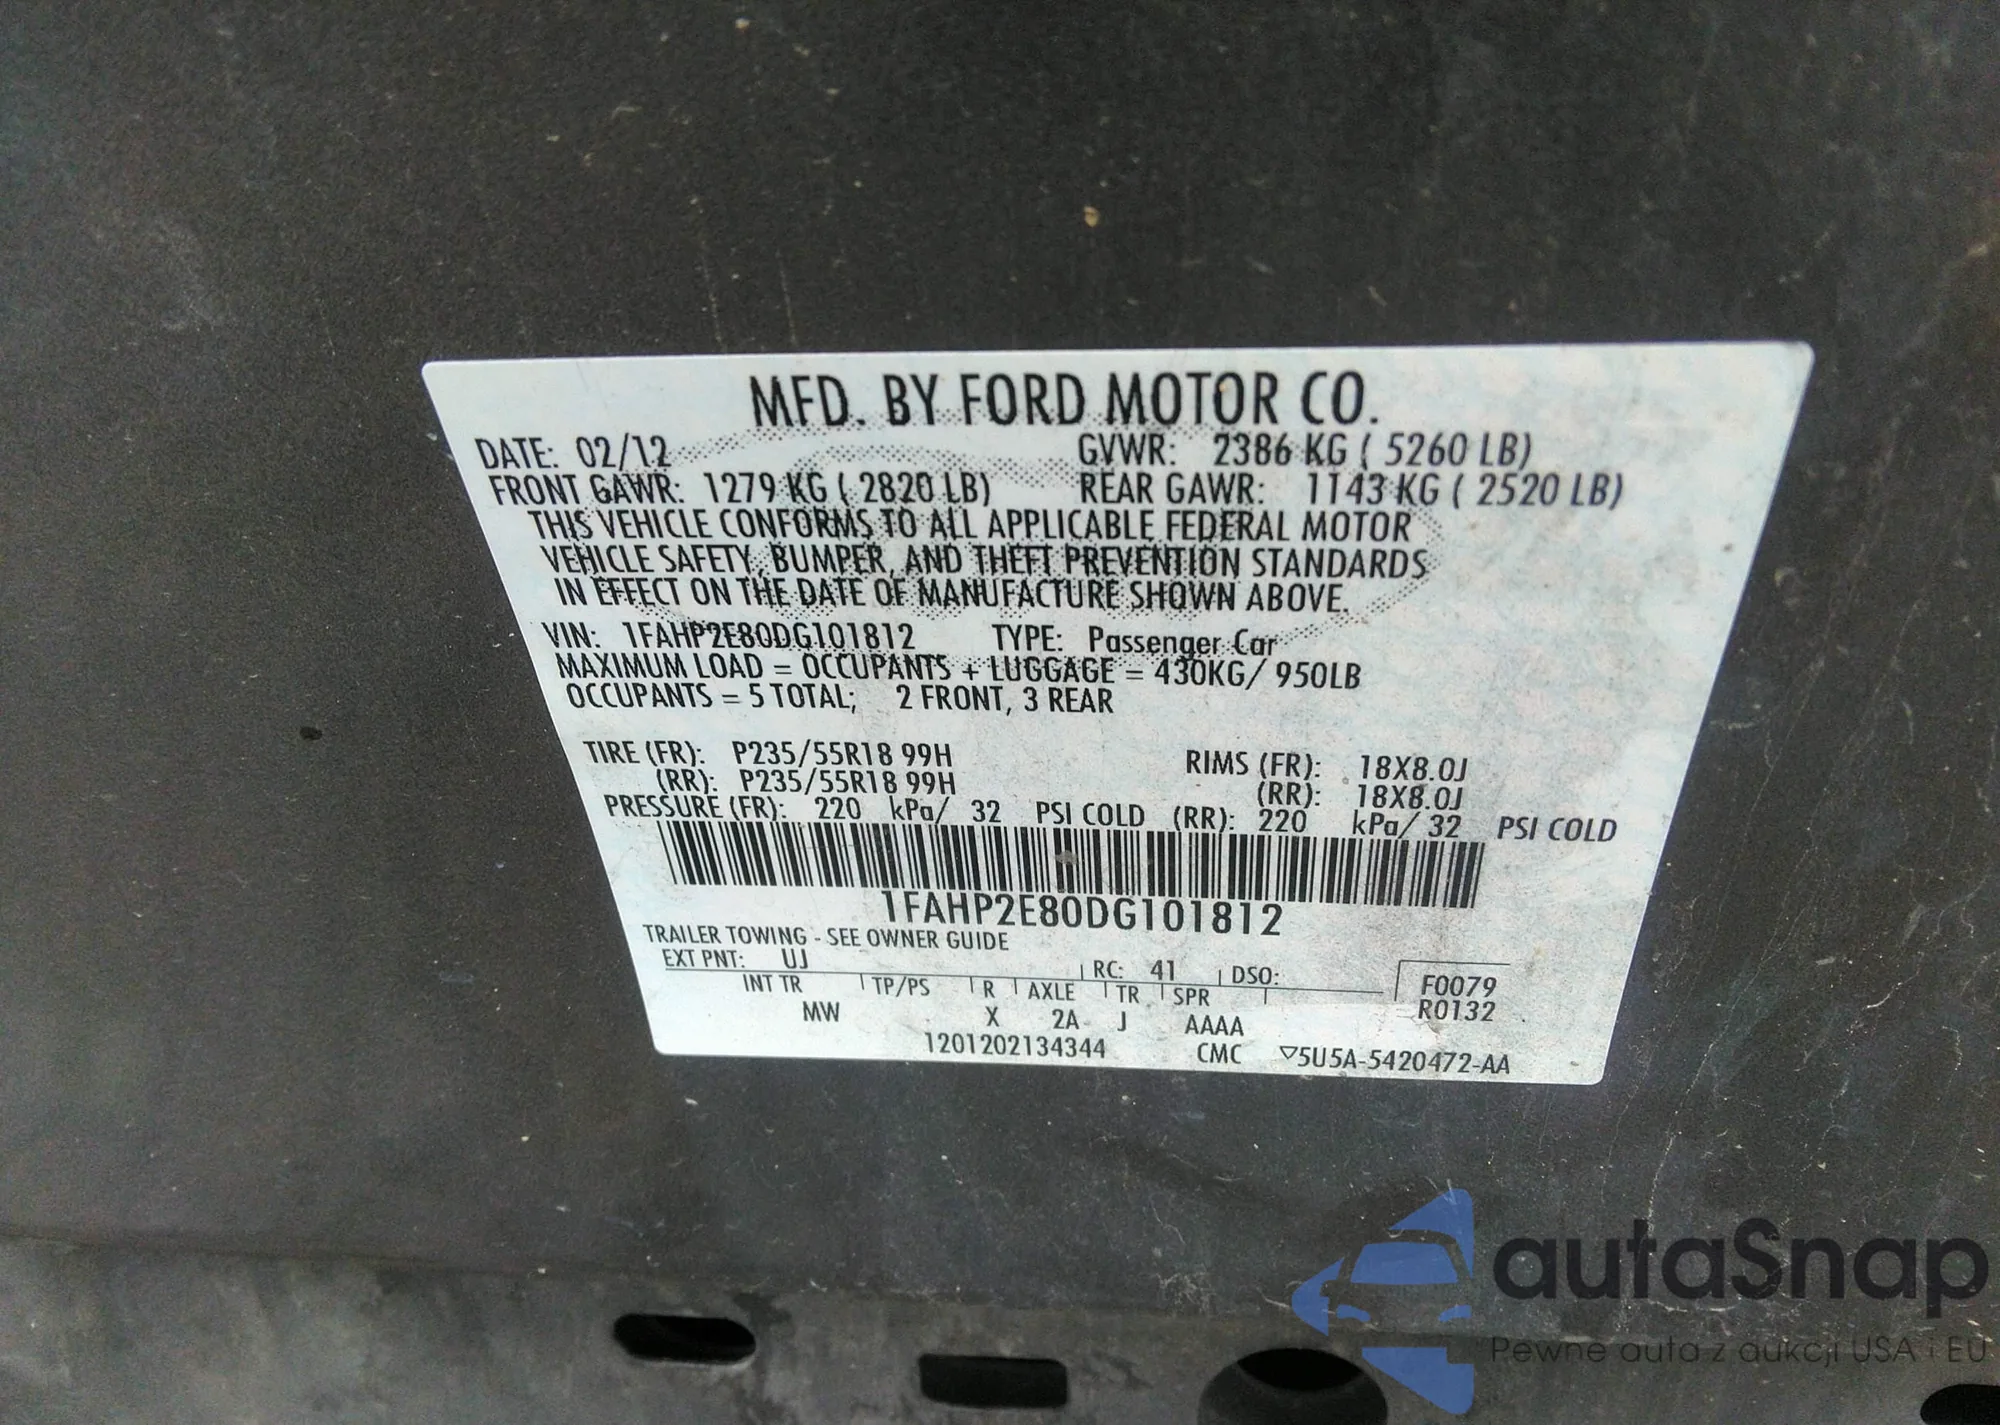 MFD. BY FORD MOTOR CO.
DATE: 02/12 GVWR: 2386 KG ( 5260 LB)
FRONT GAWR: 1279 KG ( 2820 LB) REAR GAWR: 1143 KG ( 2520 LB)
THIS VEHICLE CONFORMS TO ALL APPLICABLE FEDERAL MOTOR
VEHICLE SAFETY, BUMPER, AND THEFT PREVENTION STANDARDS
IN EFFECT ON THE DATE OF MANUFACTURE SHOWN ABOVE.
VIN: 1FAHP2E80DG101812 TYPE: Passenger Car
MAXIMUM LOAD = OCCUPANTS + LUGGAGE = 430KG/ 950LB
OCCUPANTS = 5 TOTAL; 2 FRONT, 3 REAR
TIRE (FR): P235/55R18 99H RIMS (FR): 18X8.0J
(RR): P235/55R18 99H (RR): 18X8.0J
PRESSURE (FR): 220 kPa/ 32 PSI COLD (RR): 220 kPa/ 32 PSI COLD
1FAHP2E80DG101812
TRAILER TOWING - SEE OWNER GUIDE
EXT PNT: UJ RC: 41 DSO: F0079
INT TR TP/PS R AXLE TR SPR R0132
MW X 2A J AAAA
1201202134344 CMC ▽5U5A-5420472-AA
autaSnap
Pewne auta z aukcji USA i EU